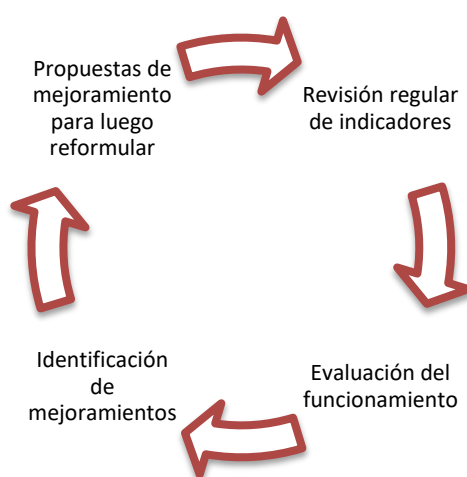 Propuestas de
mejoramiento
para luego
reformular
Revisión regular
de indicadores
Evaluación del
funcionamiento
Identificación
de
mejoramientos